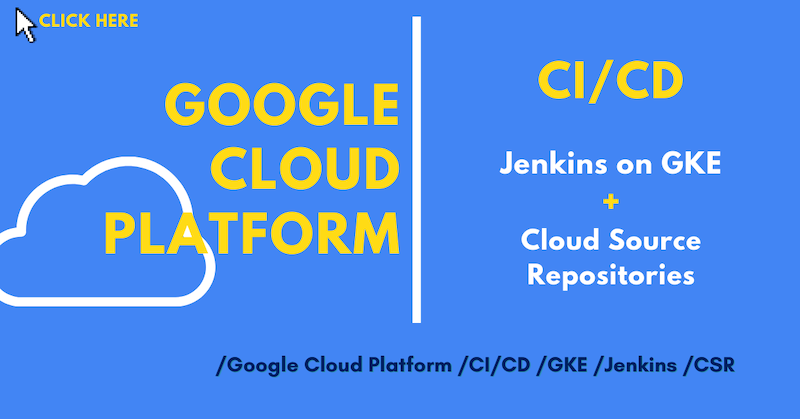 CLICK HERE
GOOGLE
CLOUD
PLATFORM
CI/CD
Jenkins on GKE
+
Cloud Source
Repositories
/Google Cloud Platform /CI/CD /GKE /Jenkins /CSR